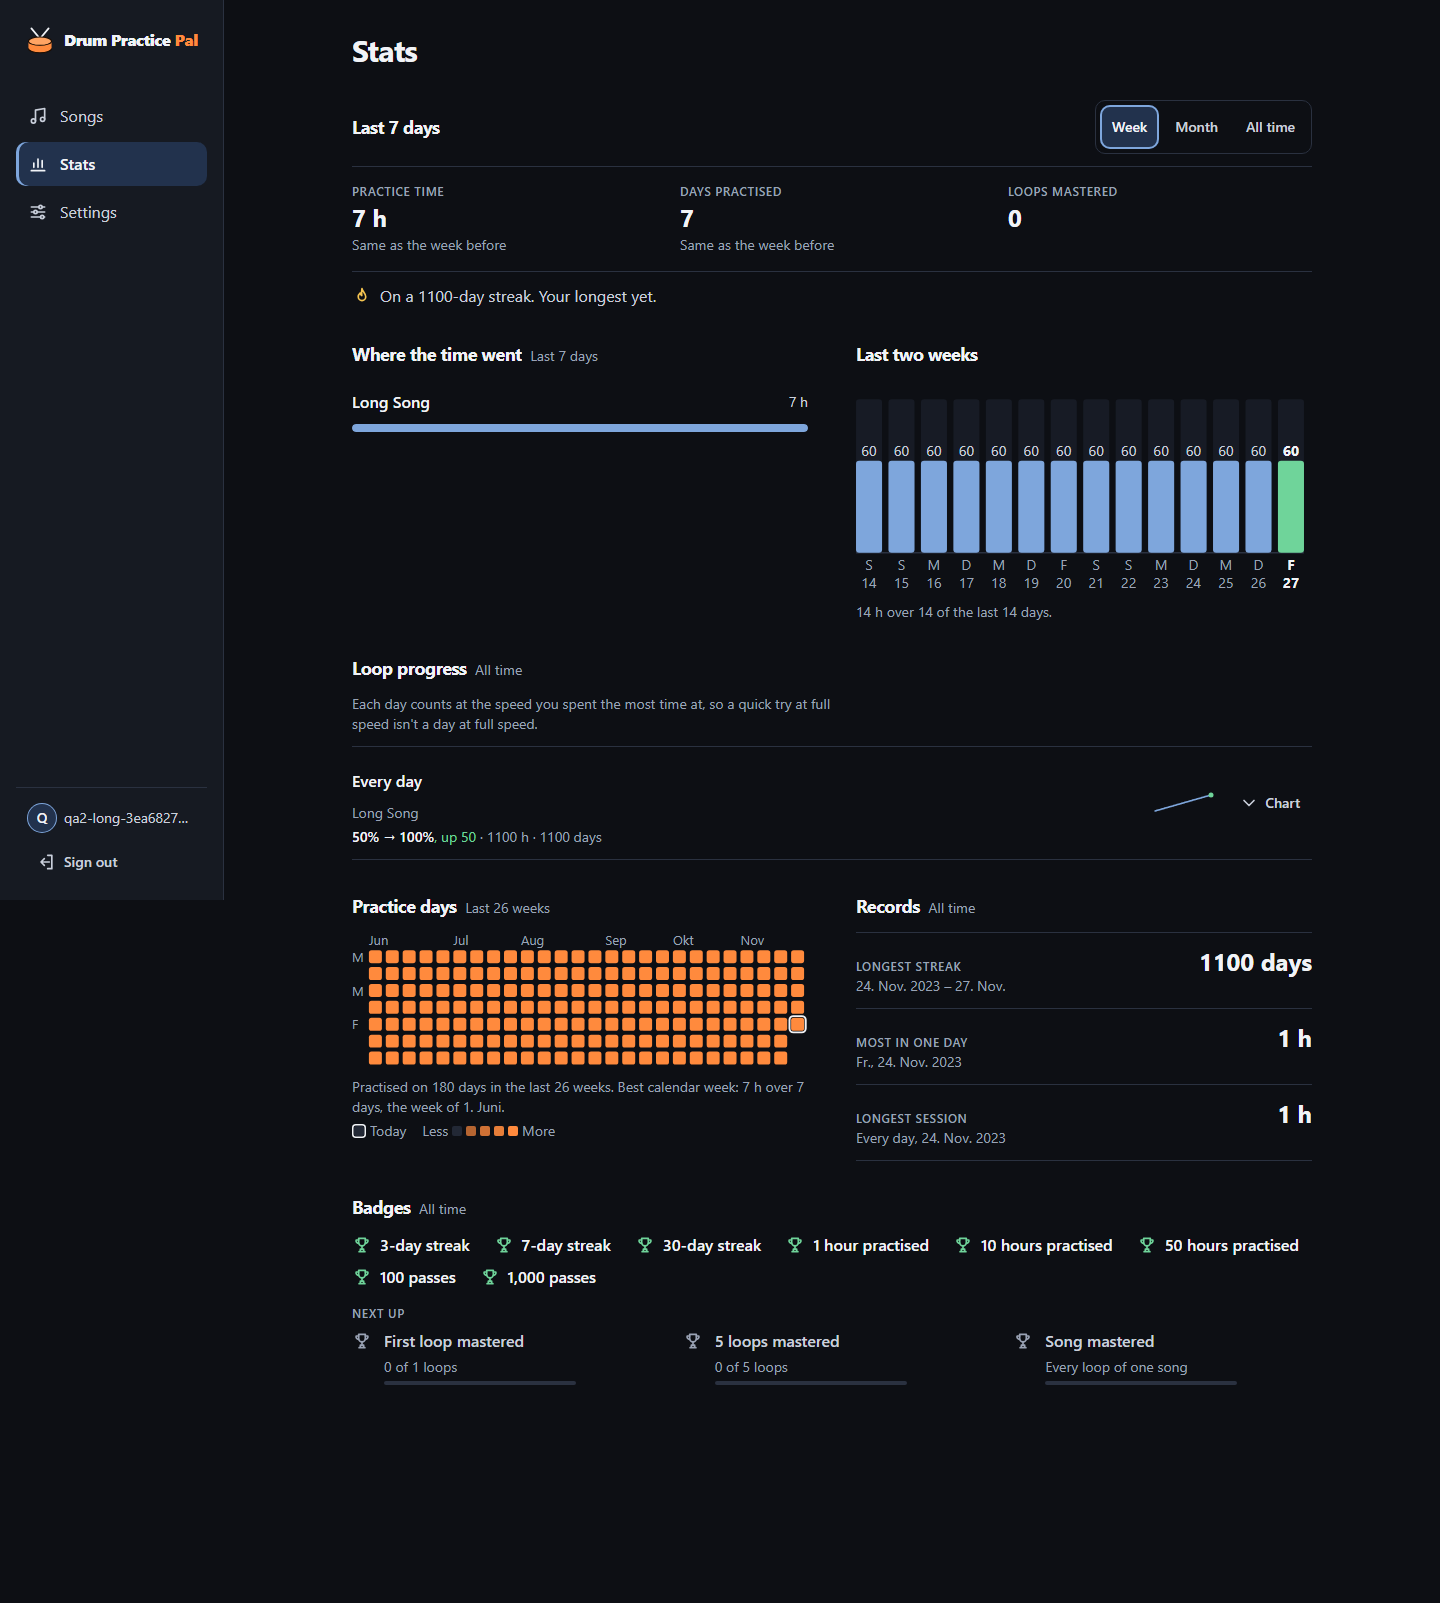 Drum Practice Pal
Songs
Stats
Settings
Q qa2-long-3ea6827...
Sign out
Stats
Last 7 days
Week Month All time
PRACTICE TIME
7 h
Same as the week before
DAYS PRACTISED
7
Same as the week before
LOOPS MASTERED
0
On a 1100-day streak. Your longest yet.
Where the time went Last 7 days
Long Song 7 h
Last two weeks
60 60 60 60 60 60 60 60 60 60 60 60 60 60
S S M D M D F S S M D M D F
14 15 16 17 18 19 20 21 22 23 24 25 26 27
14 h over 14 of the last 14 days.
Loop progress All time
Each day counts at the speed you spent the most time at, so a quick try at full
speed isn't a day at full speed.
Every day
Long Song
50% → 100%, up 50 · 1100 h · 1100 days
Chart
Practice days Last 26 weeks
Jun Jul Aug Sep Okt Nov
M
M
F
Practised on 180 days in the last 26 weeks. Best calendar week: 7 h over 7
days, the week of 1. Juni.
Today Less More
Records All time
LONGEST STREAK
24. Nov. 2023 – 27. Nov.
1100 days
MOST IN ONE DAY
Fr., 24. Nov. 2023
1 h
LONGEST SESSION
Every day, 24. Nov. 2023
1 h
Badges All time
3-day streak 7-day streak 30-day streak 1 hour practised 10 hours practised 50 hours practised
100 passes 1,000 passes
NEXT UP
First loop mastered
0 of 1 loops
5 loops mastered
0 of 5 loops
Song mastered
Every loop of one song